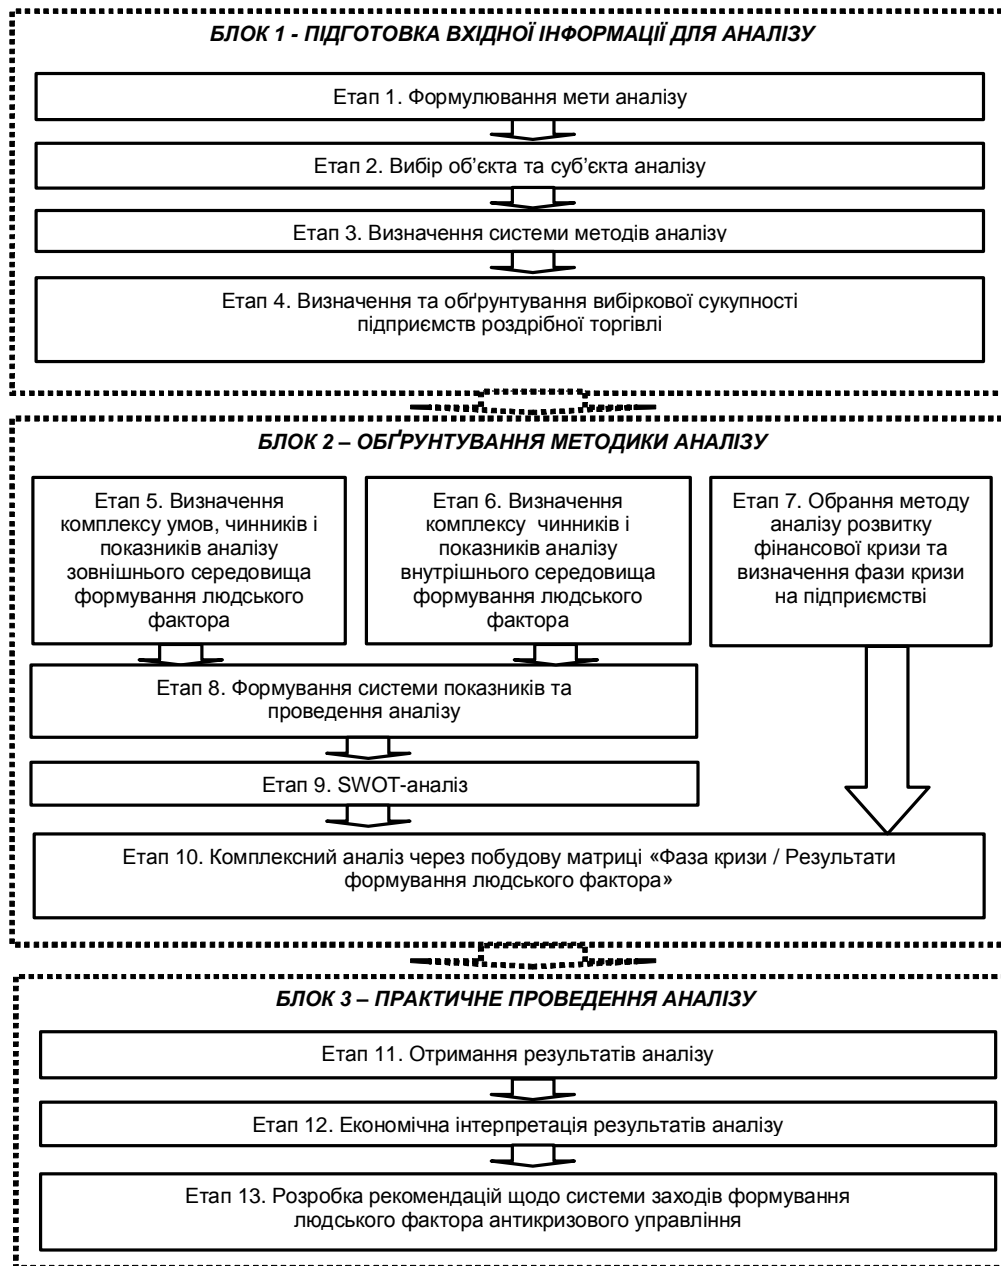 БЛОК 1 - ПІДГОТОВКА ВХІДНОЇ ІНФОРМАЦІЇ ДЛЯ АНАЛІЗУ
Етап 1. Формулювання мети аналізу
Етап 2. Вибір об’єкта та суб’єкта аналізу
Етап 3. Визначення системи методів аналізу
Етап 4. Визначення та обґрунтування вибіркової сукупності
підприємств роздрібної торгівлі
БЛОК 2 – ОБҐРУНТУВАННЯ МЕТОДИКИ АНАЛІЗУ
Етап 5. Визначення
комплексу умов, чинників і
показників аналізу
зовнішнього середовища
формування людського
фактора
Етап 6. Визначення
комплексу чинників і
показників аналізу
внутрішнього середовища
формування людського
фактора
Етап 7. Обрання методу
аналізу розвитку
фінансової кризи та
визначення фази кризи
на підприємстві
Етап 8. Формування системи показників та
проведення аналізу
Етап 9. SWOT-аналіз
Етап 10. Комплексний аналіз через побудову матриці «Фаза кризи / Результати
формування людського фактора»
БЛОК 3 – ПРАКТИЧНЕ ПРОВЕДЕННЯ АНАЛІЗУ
Етап 11. Отримання результатів аналізу
Етап 12. Економічна інтерпретація результатів аналізу
Етап 13. Розробка рекомендацій щодо системи заходів формування
людського фактора антикризового управління